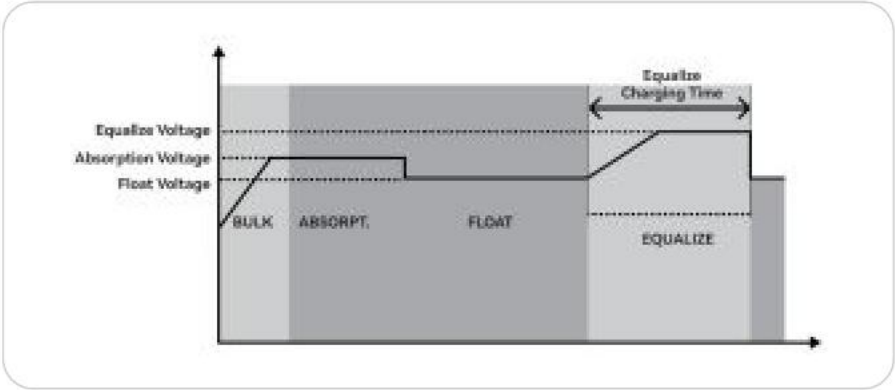 Equalize
Charging Time
Equalize Voltage
Absorption Voltage
Float Voltage
BULK
ABSORPT.
FLOAT
EQUALIZE